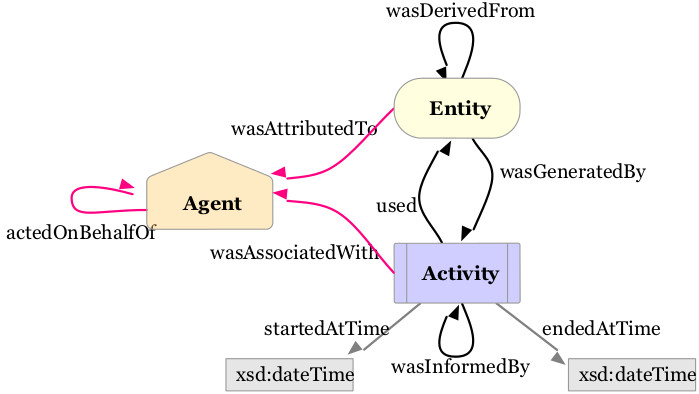 wasDerivedFrom
Entity
wasAttributedTo
wasGeneratedBy
Agent
used
actedOnBehalfOf
wasAssociatedWith
Activity
startedAtTime
endedAtTime
wasInformedBy
xsd:dateTime
xsd:dateTime